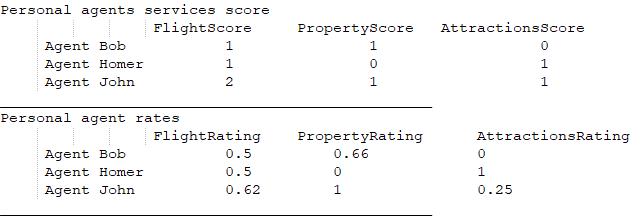 Personal agents services score
FlightScore PropertyScore AttractionsScore
Agent Bob 1 1 0
Agent Homer 1 0 1
Agent John 2 1 1
Personal agent rates
FlightRating PropertyRating AttractionsRating
Agent Bob 0.5 0.66 0
Agent Homer 0.5 0 1
Agent John 0.62 1 0.25